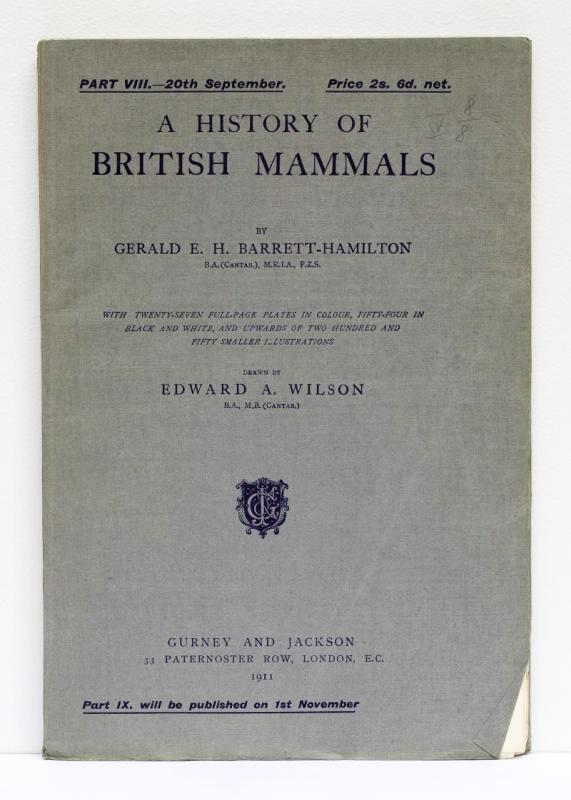 PART VIII.—20th September. Price 2s. 6d. net.
8
V 8
A HISTORY OF
BRITISH MAMMALS
BY
GERALD E. H. BARRETT-HAMILTON
B.A. (CANTAB.), M.R.I.A., F.Z.S.
WITH TWENTY-SEVEN FULL-PAGE PLATES IN COLOUR, FIFTY-FOUR IN
BLACK AND WHITE, AND UPWARDS OF TWO HUNDRED AND
FIFTY SMALLER ILLUSTRATIONS
DRAWN BY
EDWARD A. WILSON
B.A., M.B. (CANTAB.)
GURNEY AND JACKSON
33 PATERNOSTER ROW, LONDON, E.C.
1911
Part IX. will be published on 1st November